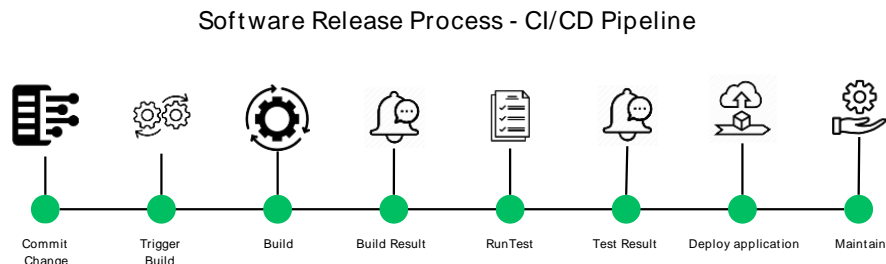 Software Release Process - CI/CD Pipeline
Commit
Change
Trigger
Build
Build
Build Result
RunTest
Test Result
Deploy application
Maintain